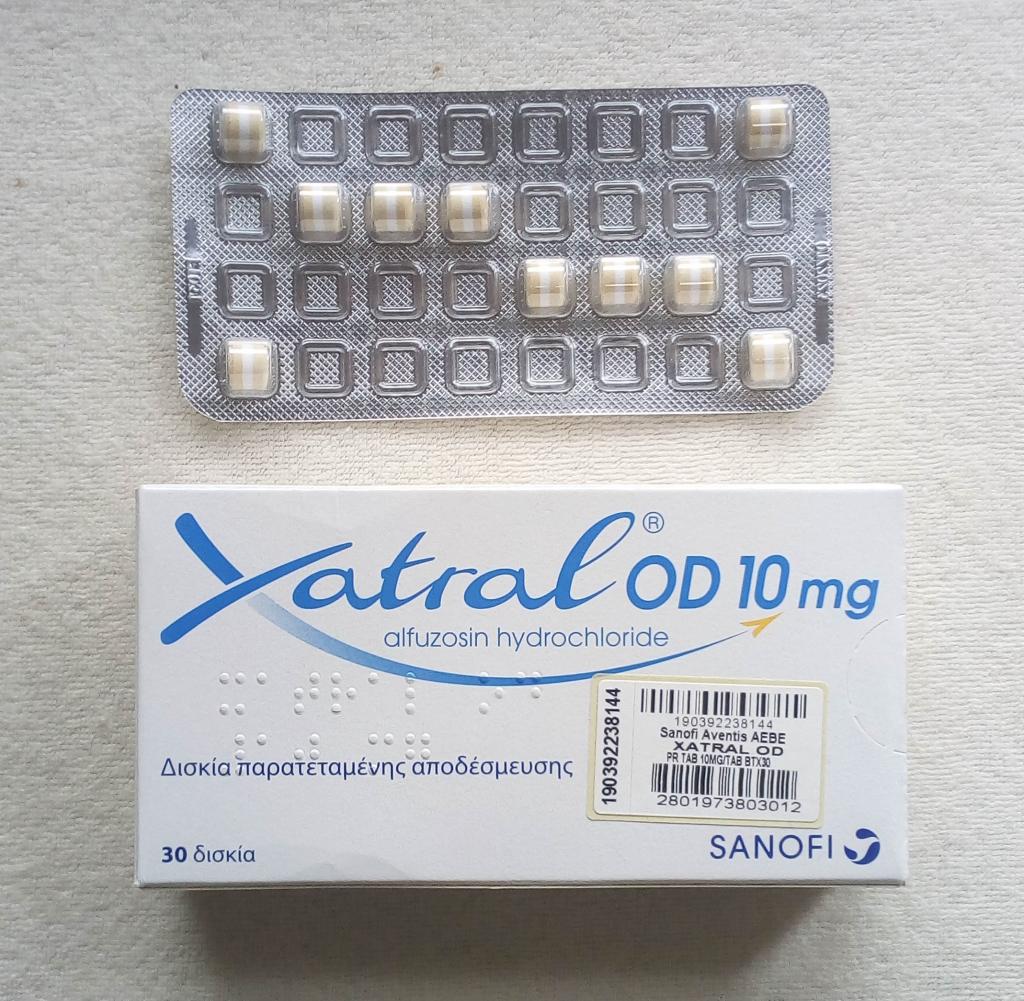 Xatral® OD 10 mg
alfuzosin hydrochloride
190392238144
190392238144
Sanofi Aventis AEBE
XATRAL OD
PR TAB 10MG/TAB BTX30
2801973803012
Δισκία παρατεταμένης αποδέσμευσης
30 δισκία
SANOFI